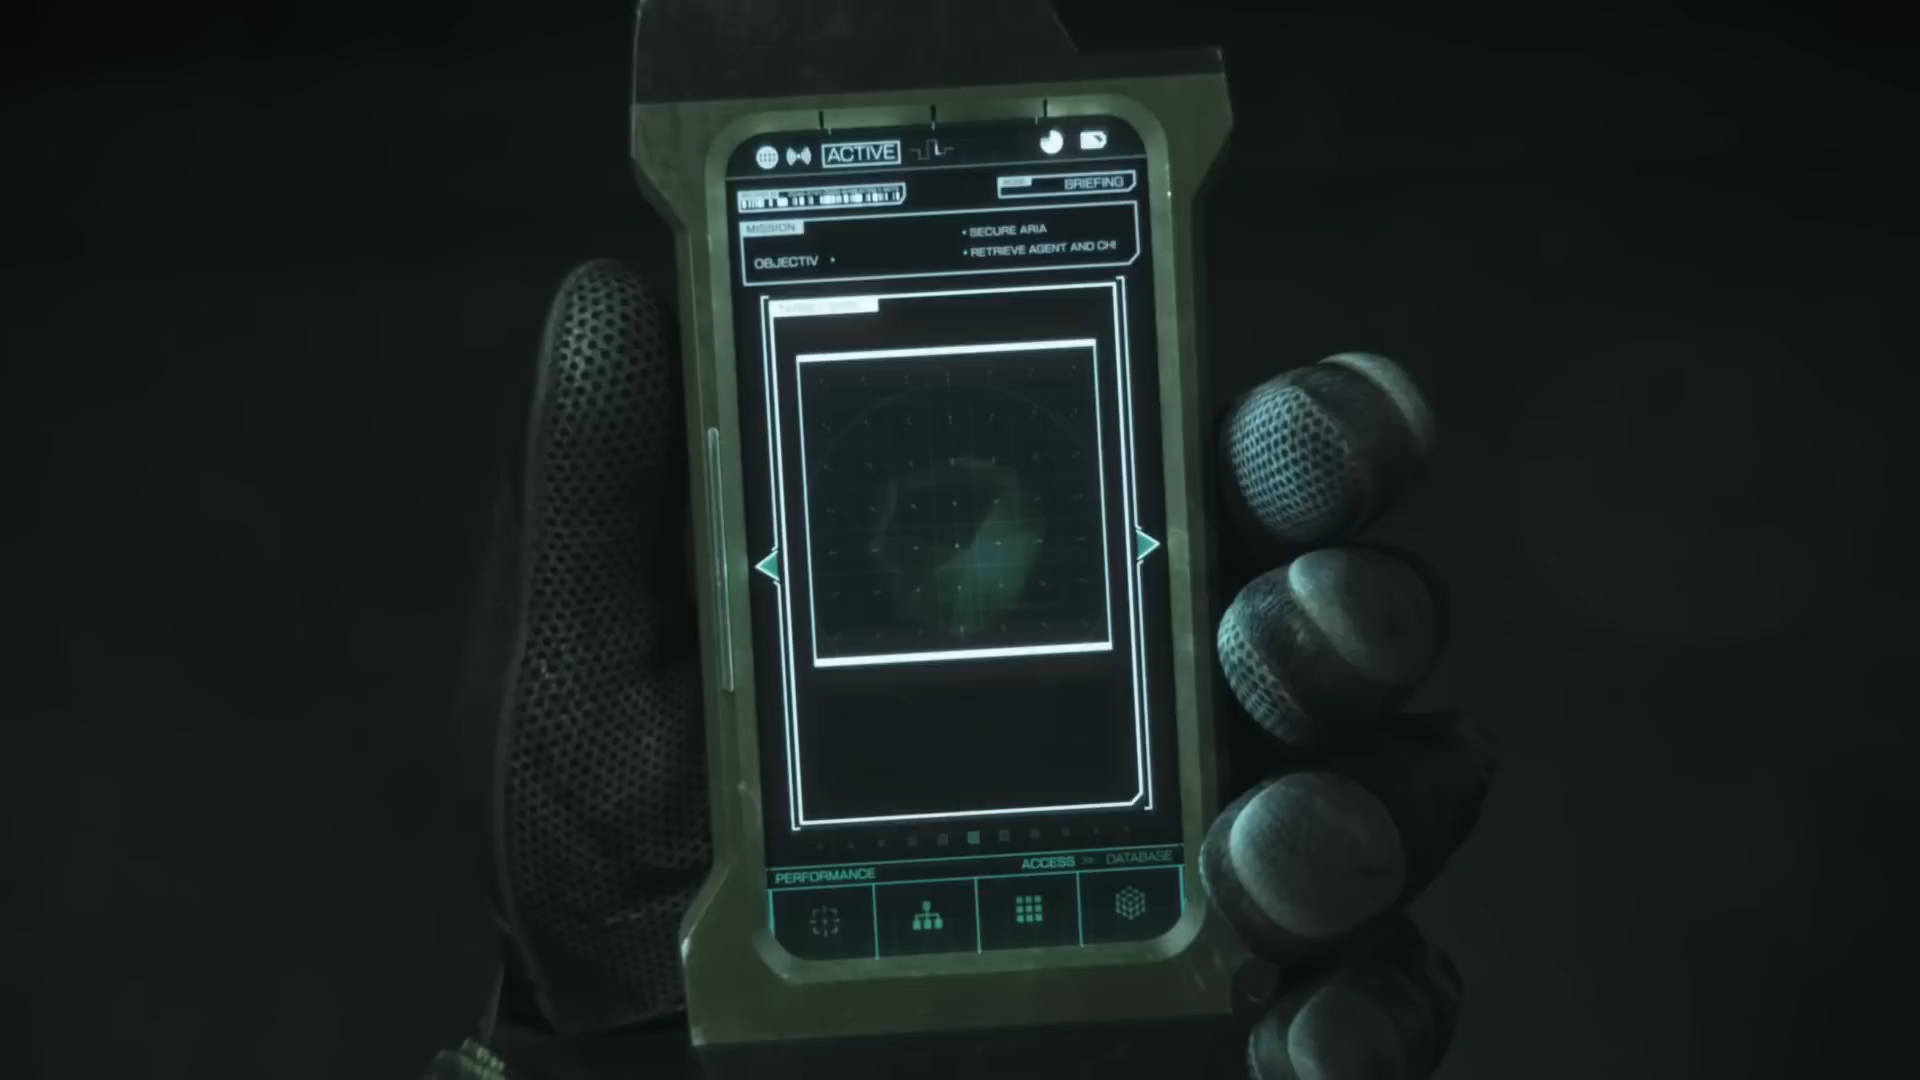 ACTIVE
BRIEFING
MISSION
• SECURE ARIA
• RETRIEVE AGENT AND CHI
OBJECTIV •
ACCESS >> DATABASE
PERFORMANCE